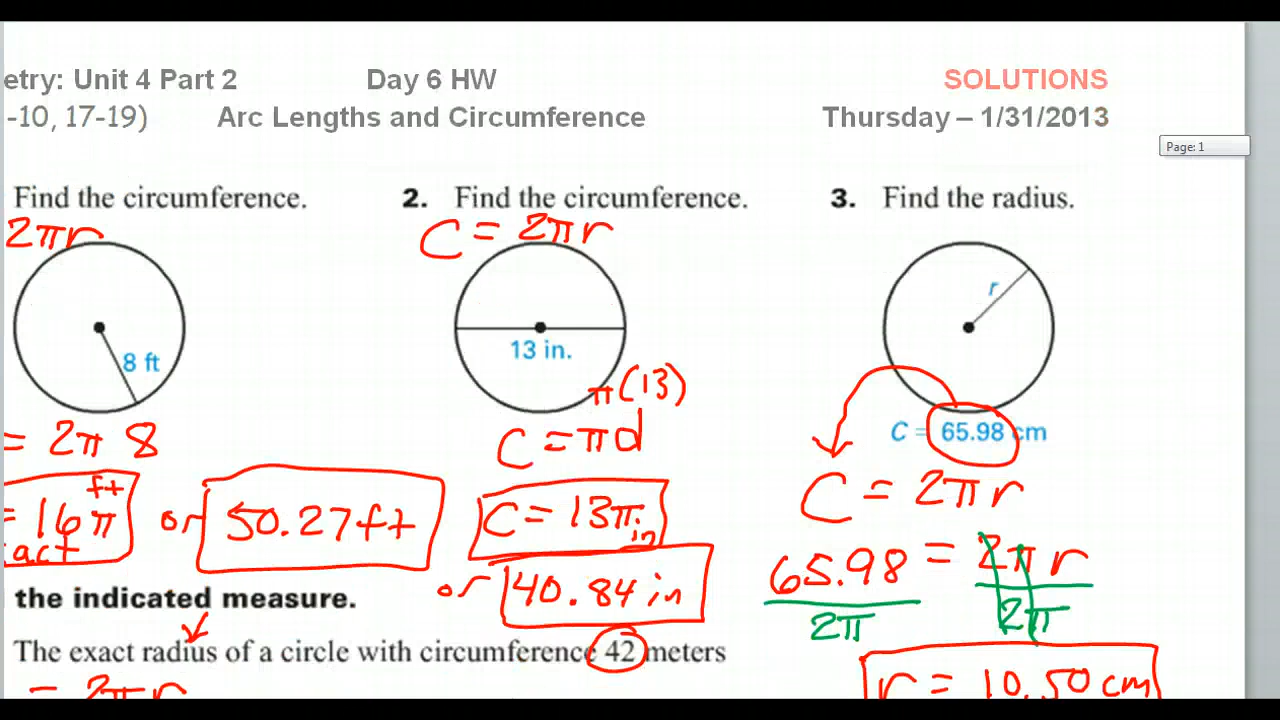 etry: Unit 4 Part 2 Day 6 HW SOLUTIONS
-10, 17-19) Arc Lengths and Circumference Thursday – 1/31/2013
Page: 1
Find the circumference.
2πr
8 ft
= 2π 8
= 16π ft or 50.27 ft
act
2. Find the circumference.
C = 2πr
13 in.
π(13)
C = πd
C = 13π in
or 40.84 in
3. Find the radius.
r
C = 65.98 cm
C = 2πr
65.98 = 2πr
2π 2π
r = 10.50 cm
the indicated measure.
The exact radius of a circle with circumference 42 meters
= 2πr